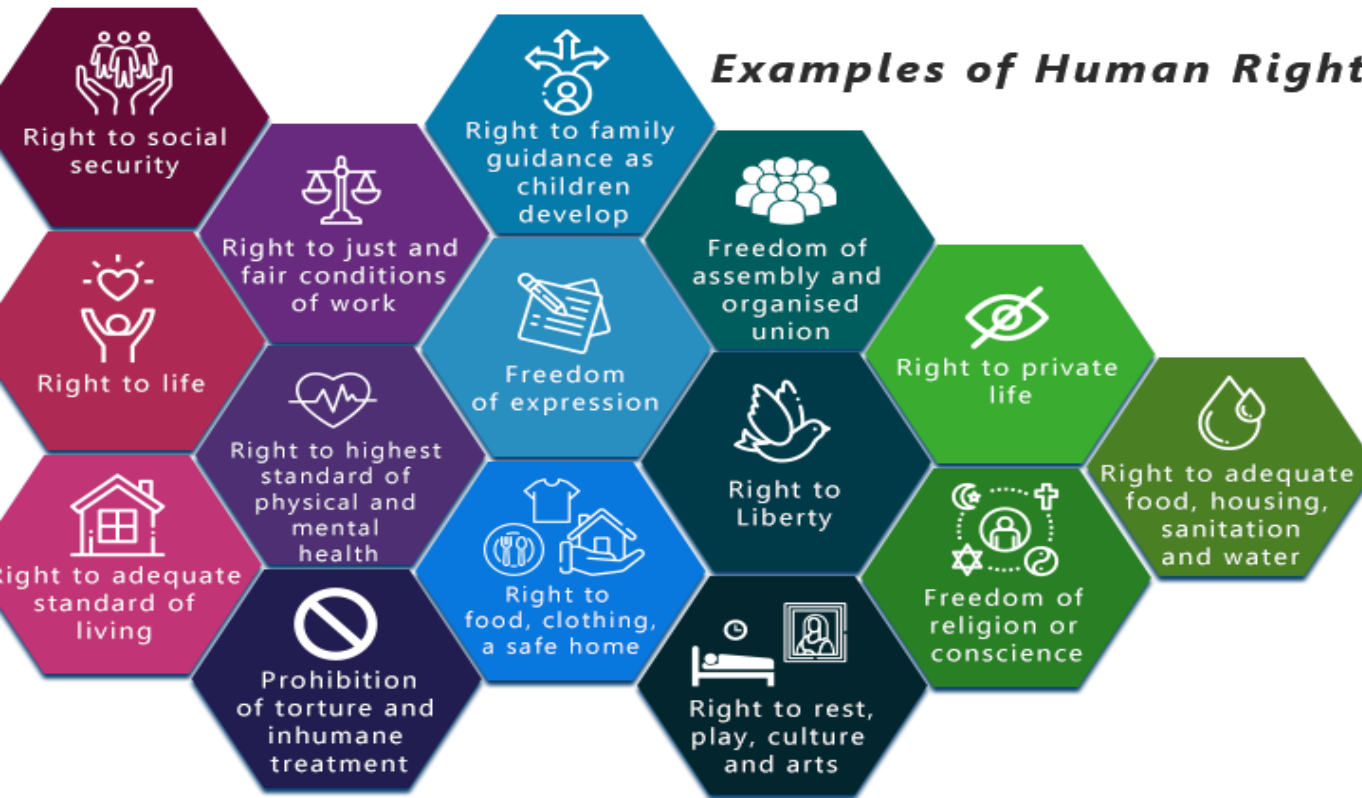 Examples of Human Right
Right to social
security
Right to family
guidance as
children
develop
Right to just and
fair conditions
of work
Freedom of
assembly and
organised
union
Right to life
Freedom
of expression
Right to private
life
Right to highest
standard of
physical and
mental
health
Right to
Liberty
Right to adequate
food, housing,
sanitation
and water
Right to adequate
standard of
living
Right to
food, clothing,
a safe home
Freedom of
religion or
conscience
Prohibition
of torture and
inhumane
treatment
Right to rest,
play, culture
and arts